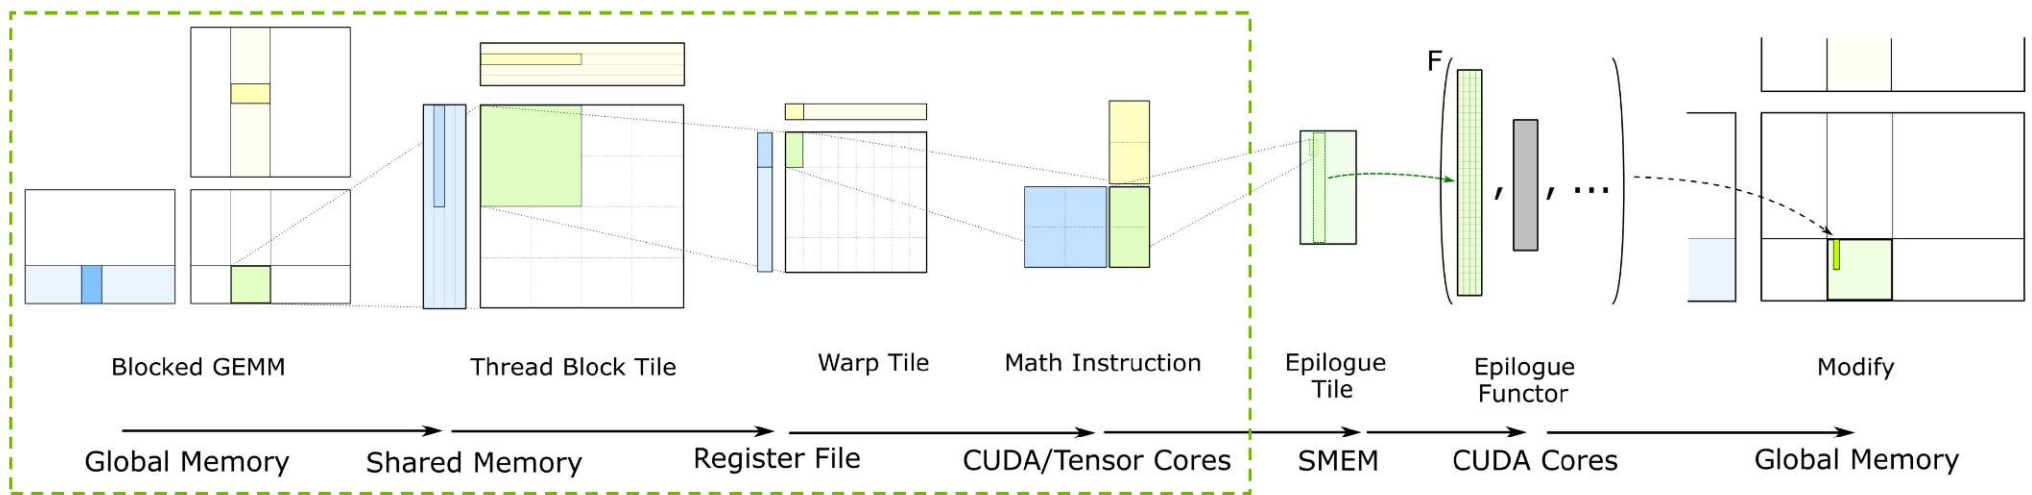 F
, , ...
Blocked GEMM
Thread Block Tile
Warp Tile
Math Instruction
Epilogue
Tile
Epilogue
Functor
Modify
Global Memory
Shared Memory
Register File
CUDA/Tensor Cores
SMEM
CUDA Cores
Global Memory